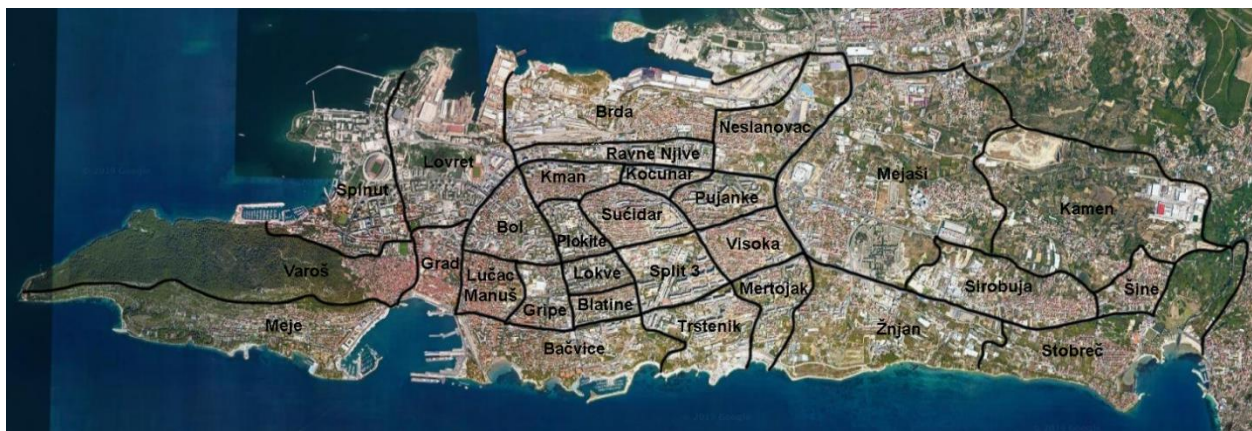 Brda
Neslanovac
Ravne Njive
Lovret
Kman
Kocunar
Mejaši
Spinut
Pujanke
Kamen
Sućidar
Bol
Plokite
Visoka
Varoš
Grad
Lučac
Manuš
Lokve
Split 3
Mertojak
Sirobuja
Šine
Blatine
Gripe
Meje
Trstenik
Žnjan
Bačvice
Stobreč